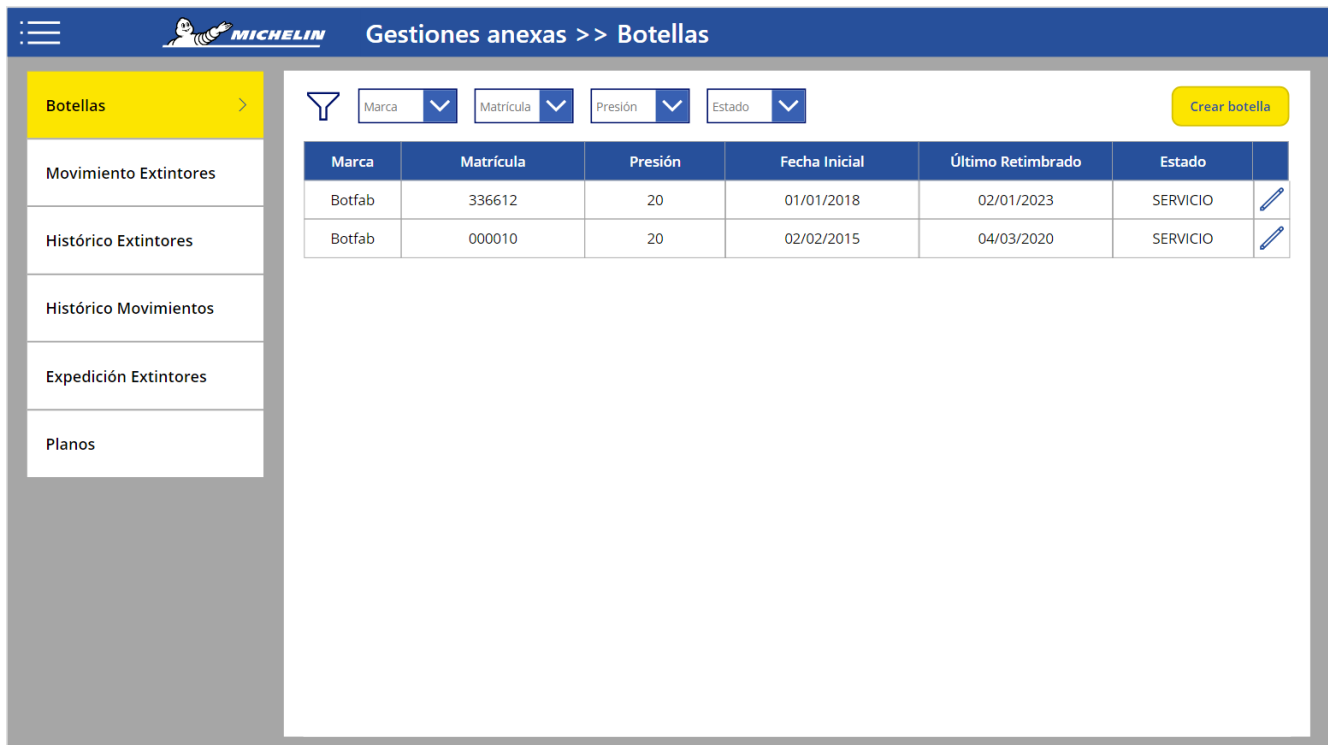 MICHELIN Gestiones anexas >> Botellas
Botellas
Movimiento Extintores
Histórico Extintores
Histórico Movimientos
Expedición Extintores
Planos
Marca Matrícula Presión Estado Crear botella
Marca Matrícula Presión Fecha Inicial Último Retimbrado Estado
Botfab 336612 20 01/01/2018 02/01/2023 SERVICIO
Botfab 000010 20 02/02/2015 04/03/2020 SERVICIO